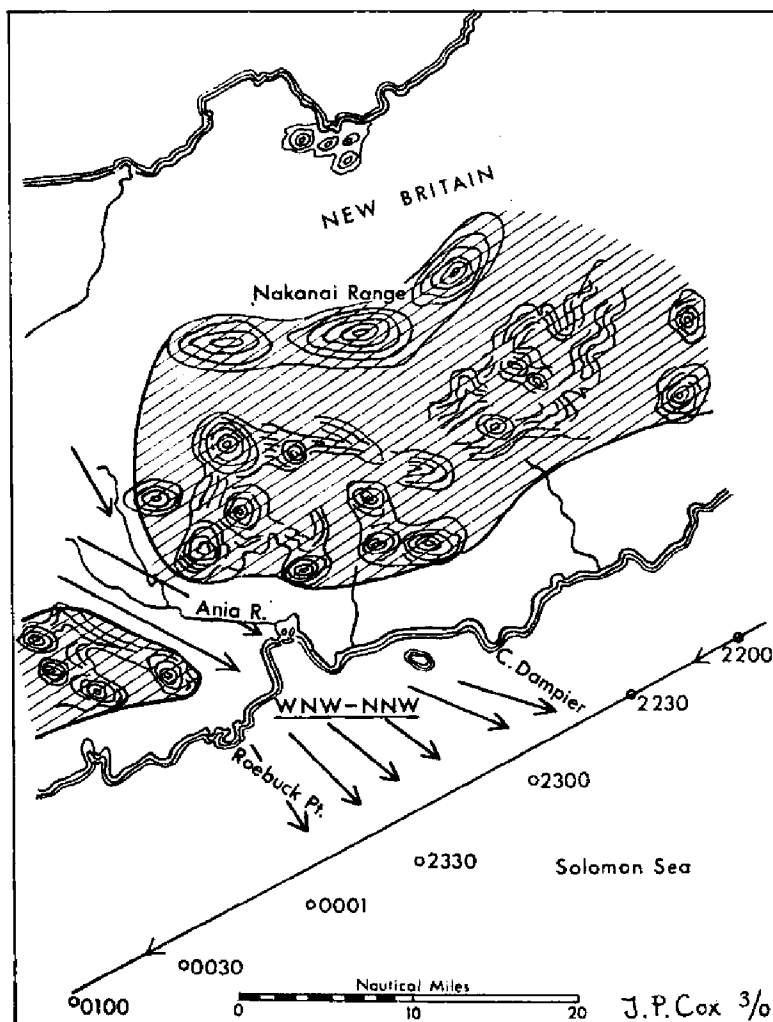 NEW BRITAIN
Nakanai Range
Ania R.
C. Dampier
2200
WNW-NNW
2230
Roebuck Pt.
2300
2330
Solomon Sea
0001
0030
Nautical Miles
0100
0 10 20
J.P.Cox 3/0